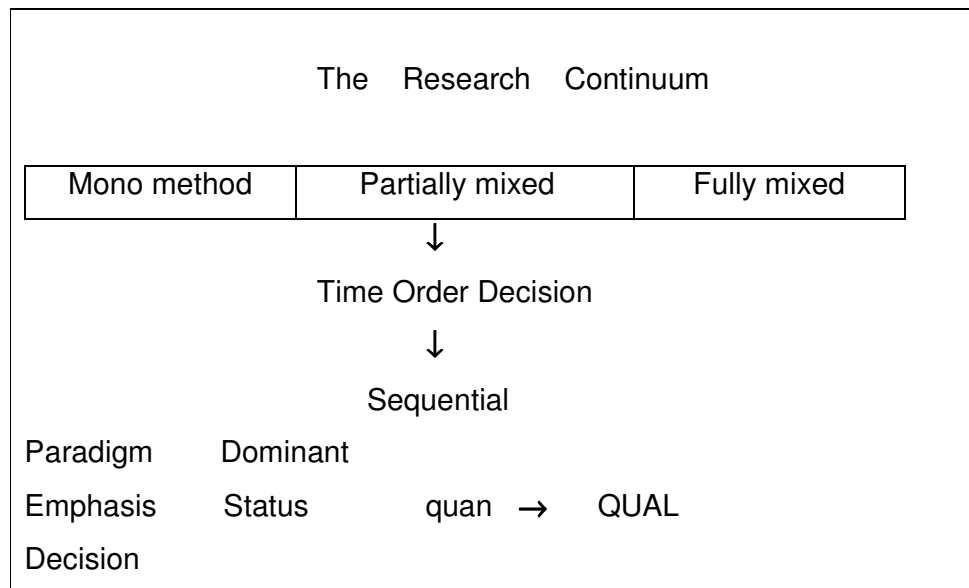 The Research Continuum
Mono method Partially mixed Fully mixed
↓
Time Order Decision
↓
Sequential
Paradigm Dominant
Emphasis Status quan → QUAL
Decision